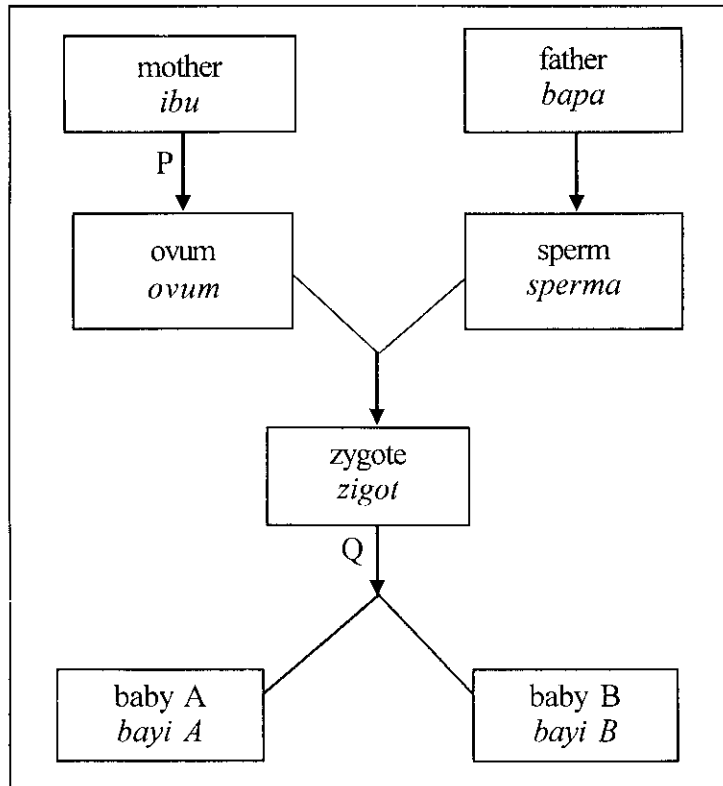 mother
ibu
father
bapa
P
ovum
ovum
sperm
sperma
zygote
zigot
Q
baby A
bayi A
baby B
bayi B